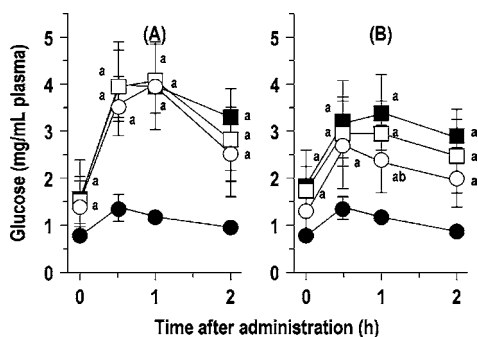 (A) (B)
Glucose (mg/mL plasma)
5
4
3
2
1
0
a a a a a a a a a
a a a a a a ab a a a
0 1 2 0 1 2
Time after administration (h)